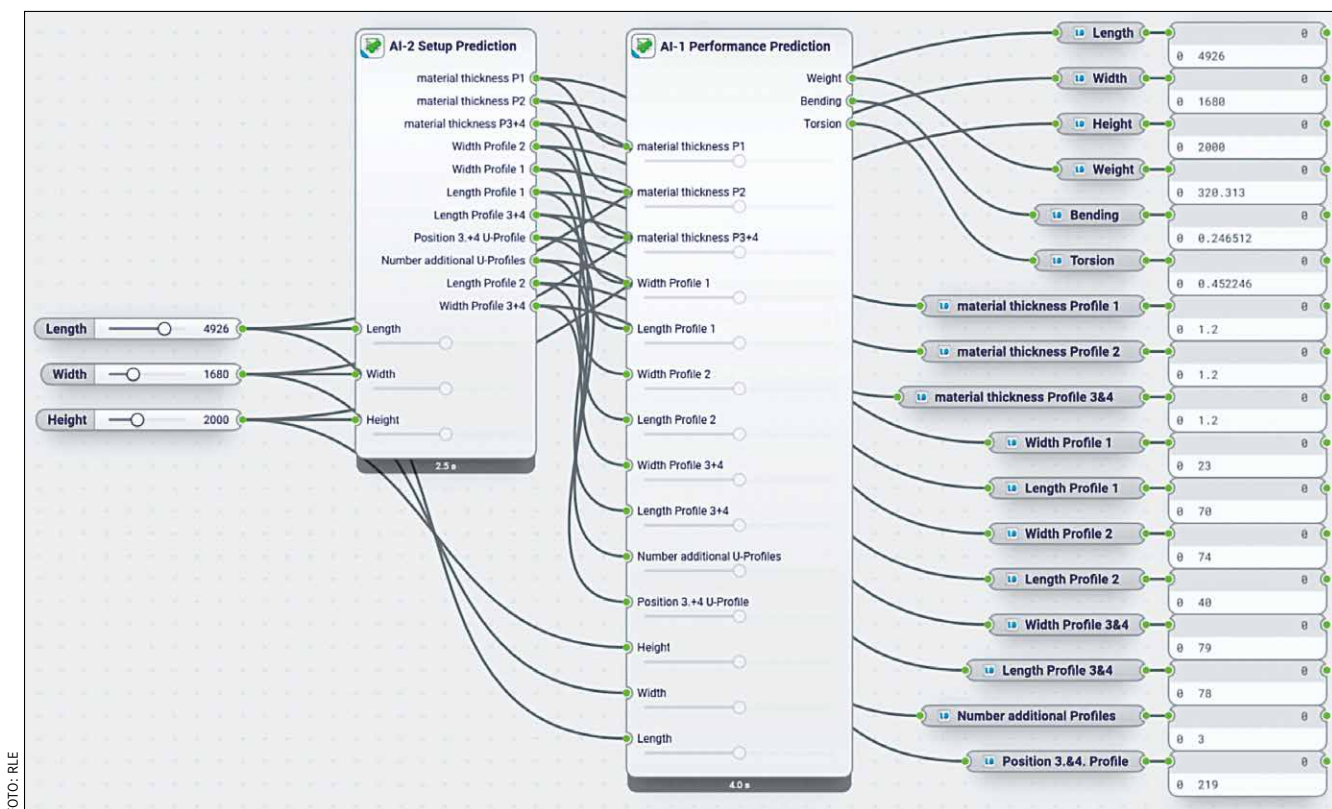 Length 4926
Width 1680
Height 2000
AI-2 Setup Prediction
material thickness P1
material thickness P2
material thickness P3+4
Width Profile 2
Width Profile 1
Length Profile 1
Length Profile 3+4
Position 3.+4 U-Profile
Number additional U-Profiles
Length Profile 2
Width Profile 3+4
Length
Width
Height
2.5 s
AI-1 Performance Prediction
Weight
Bending
Torsion
material thickness P1
material thickness P2
material thickness P3+4
Width Profile 1
Length Profile 1
Width Profile 2
Length Profile 2
Width Profile 3+4
Length Profile 3+4
Number additional U-Profiles
Position 3.+4 U-Profile
Height
Width
Length
4.0 s
Length 0
0 4926
Width 0
0 1680
Height 0
0 2000
Weight 0
0 320.313
Bending 0
0 0.246512
Torsion 0
0 0.452246
material thickness Profile 1 0
0 1.2
material thickness Profile 2 0
0 1.2
material thickness Profile 3&4 0
0 1.2
Width Profile 1 0
0 23
Length Profile 1 0
0 70
Width Profile 2 0
0 74
Length Profile 2 0
0 40
Width Profile 3&4 0
0 79
Length Profile 3&4 0
0 78
Number additional Profiles 0
0 3
Position 3.&4. Profile 0
0 219
OTO: RLE